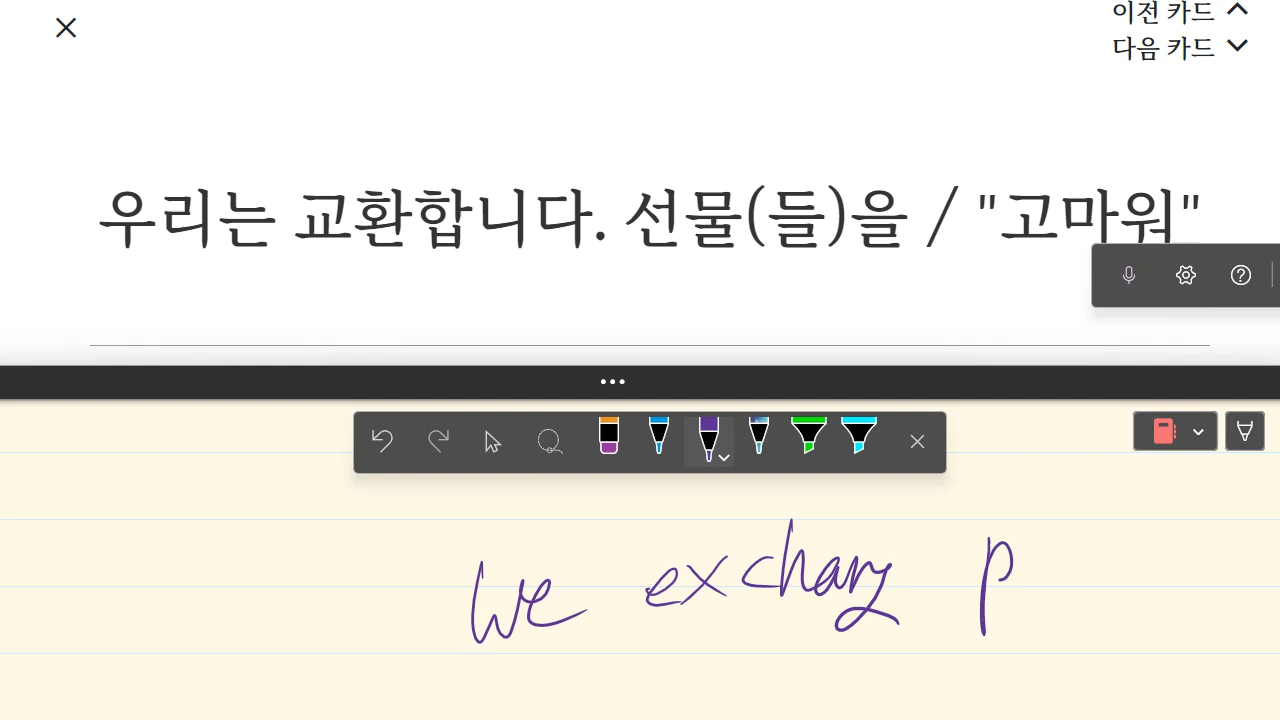 이전 카드
다음 카드
우리는 교환합니다. 선물(들)을 / "고마워"
We exchang p